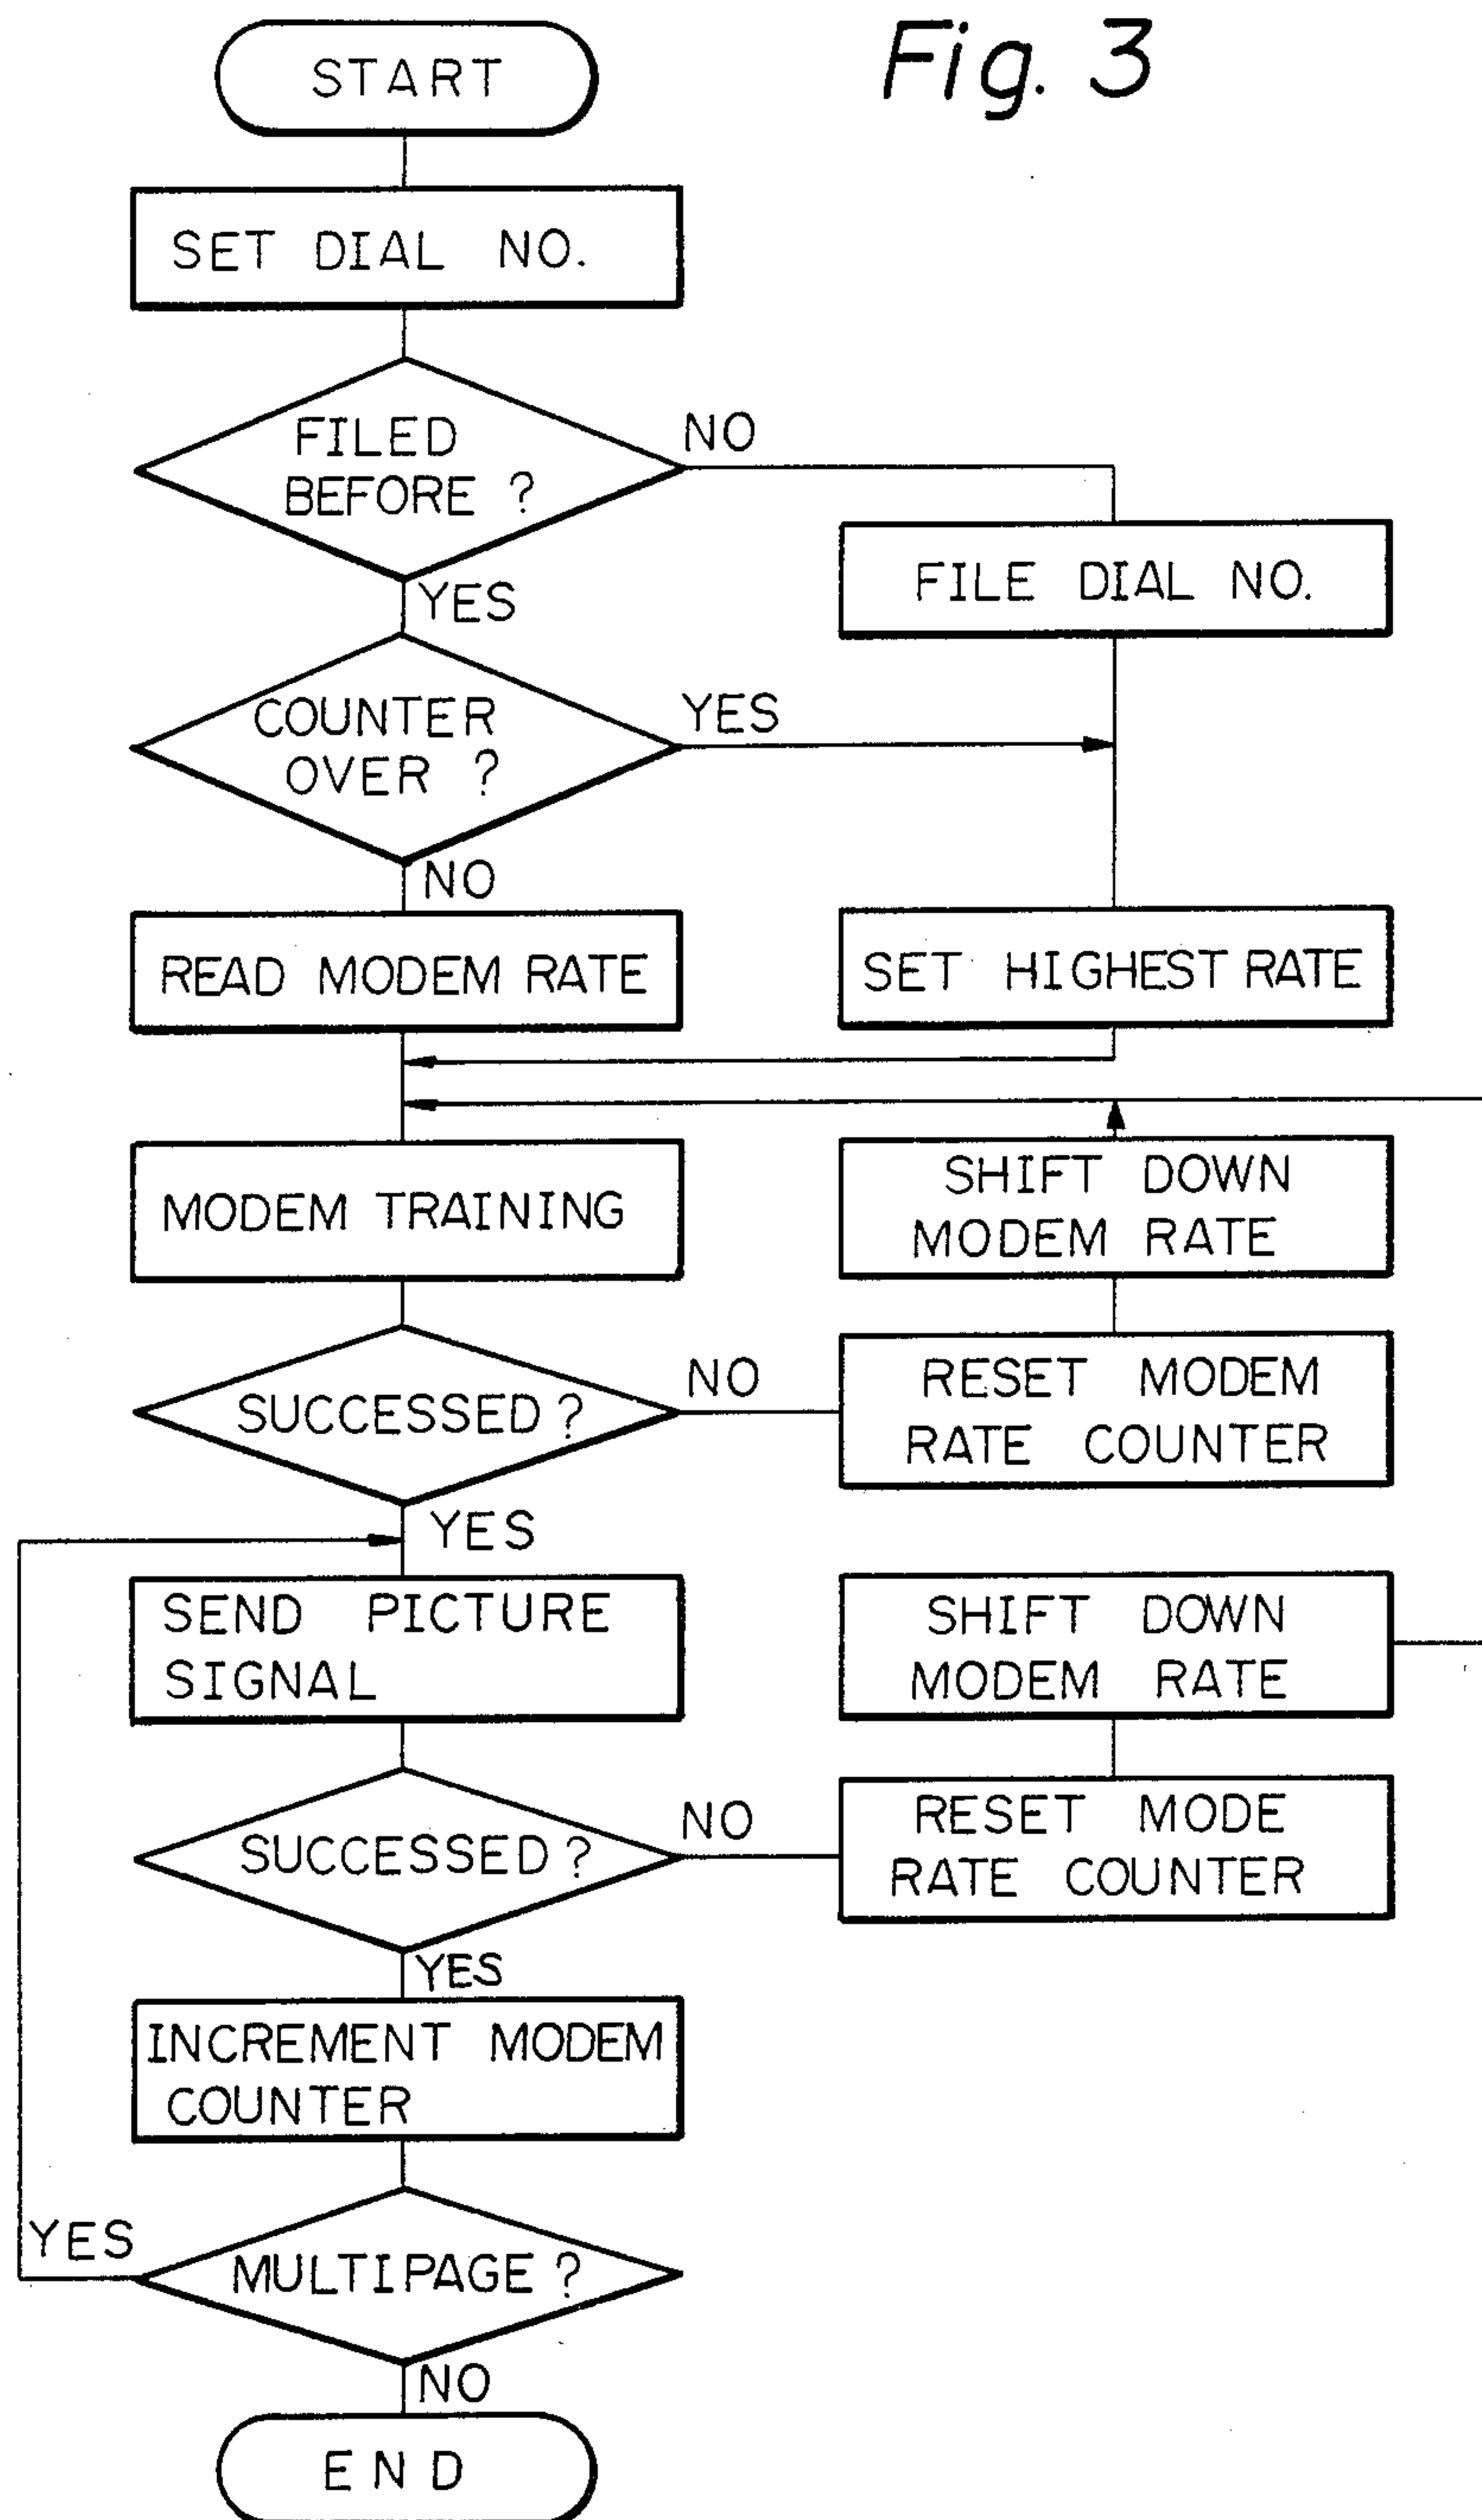 Fig. 3
START
SET DIAL NO.
FILED
BEFORE ?
NO
YES
FILE DIAL NO.
COUNTER
OVER ?
YES
NO
READ MODEM RATE
SET HIGHEST RATE
MODEM TRAINING
SHIFT DOWN
MODEM RATE
SUCCESSED ?
NO
RESET MODEM
RATE COUNTER
YES
SEND PICTURE
SIGNAL
SHIFT DOWN
MODEM RATE
SUCCESSED ?
NO
RESET MODE
RATE COUNTER
YES
INCREMENT MODEM
COUNTER
YES
MULTIPAGE ?
NO
END